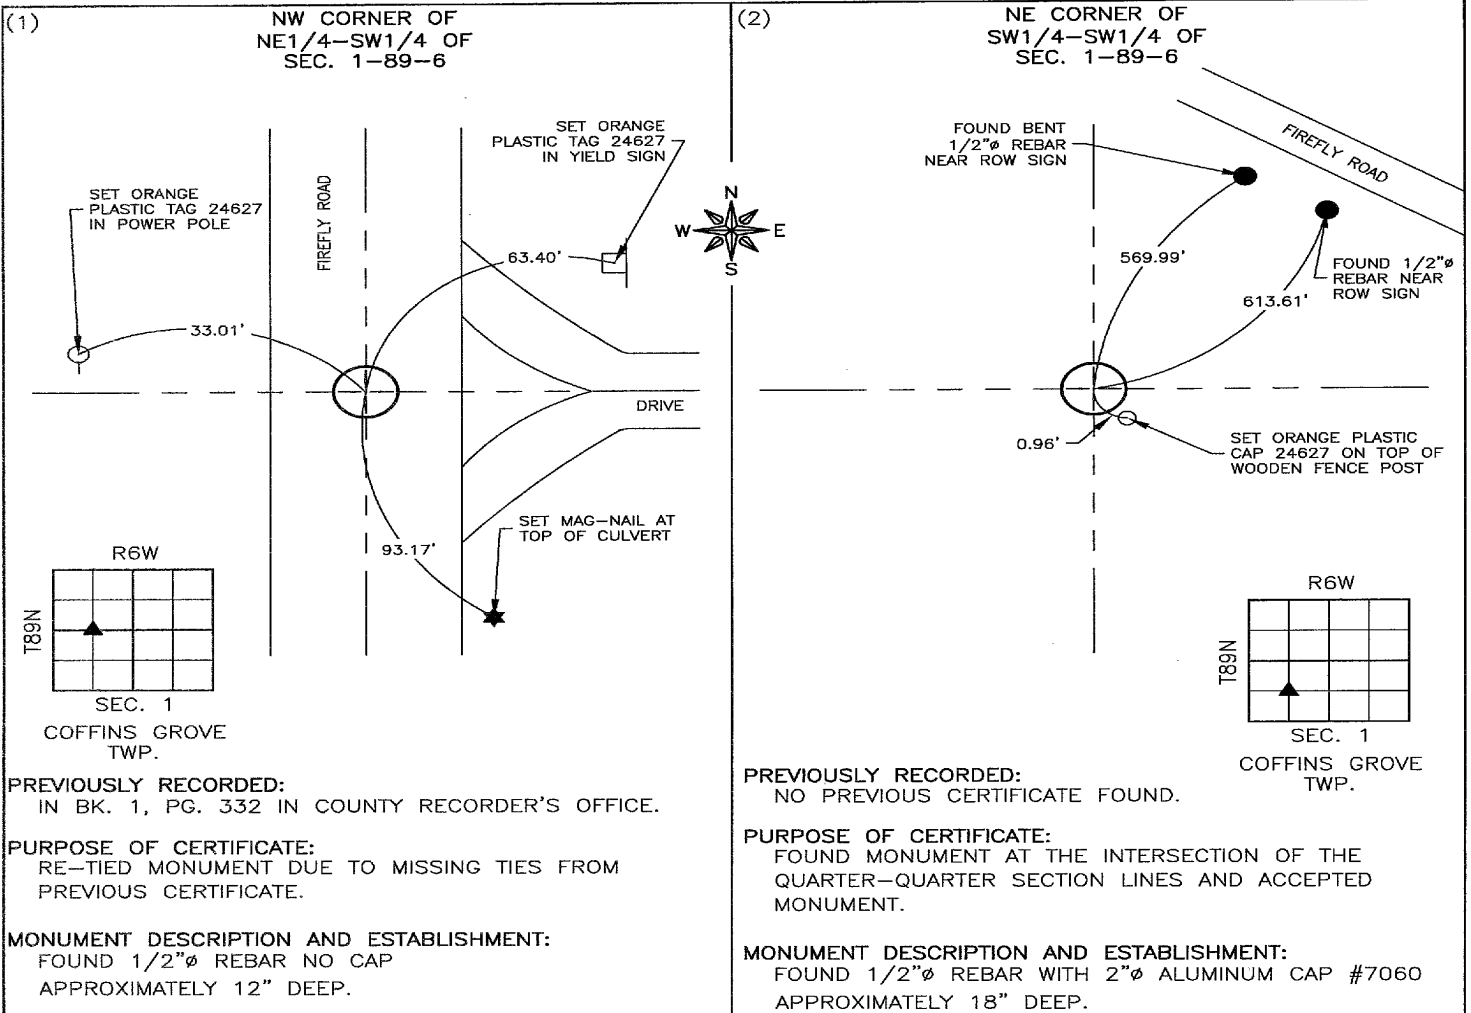 (1)
NW CORNER OF
NE1/4-SW1/4 OF
SEC. 1-89-6
SET ORANGE
PLASTIC TAG 24627
IN YIELD SIGN
SET ORANGE
PLASTIC TAG 24627
IN POWER POLE
FIREFLY ROAD
63.40'
33.01'
DRIVE
93.17'
SET MAG-NAIL AT
TOP OF CULVERT
R6W
T89N
SEC. 1
COFFINS GROVE
TWP.
PREVIOUSLY RECORDED:
IN BK. 1, PG. 332 IN COUNTY RECORDER'S OFFICE.
PURPOSE OF CERTIFICATE:
RE-TIED MONUMENT DUE TO MISSING TIES FROM
PREVIOUS CERTIFICATE.
MONUMENT DESCRIPTION AND ESTABLISHMENT:
FOUND 1/2"ø REBAR NO CAP
APPROXIMATELY 12" DEEP.
N
W E
S
(2)
NE CORNER OF
SW1/4-SW1/4 OF
SEC. 1-89-6
FOUND BENT
1/2"ø REBAR
NEAR ROW SIGN
FIREFLY ROAD
569.99'
FOUND 1/2"ø
REBAR NEAR
ROW SIGN
613.61'
0.96'
SET ORANGE PLASTIC
CAP 24627 ON TOP OF
WOODEN FENCE POST
R6W
T89N
SEC. 1
COFFINS GROVE
TWP.
PREVIOUSLY RECORDED:
NO PREVIOUS CERTIFICATE FOUND.
PURPOSE OF CERTIFICATE:
FOUND MONUMENT AT THE INTERSECTION OF THE
QUARTER-QUARTER SECTION LINES AND ACCEPTED
MONUMENT.
MONUMENT DESCRIPTION AND ESTABLISHMENT:
FOUND 1/2"ø REBAR WITH 2"ø ALUMINUM CAP #7060
APPROXIMATELY 18" DEEP.